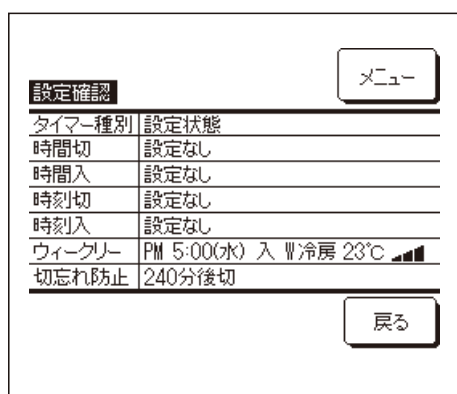 メニュー
設定確認
タイマー種別 設定状態
時間切 設定なし
時間入 設定なし
時刻切 設定なし
時刻入 設定なし
ウィークリー PM 5:00(水) 入 W冷房 23℃
切忘れ防止 240分後切
戻る